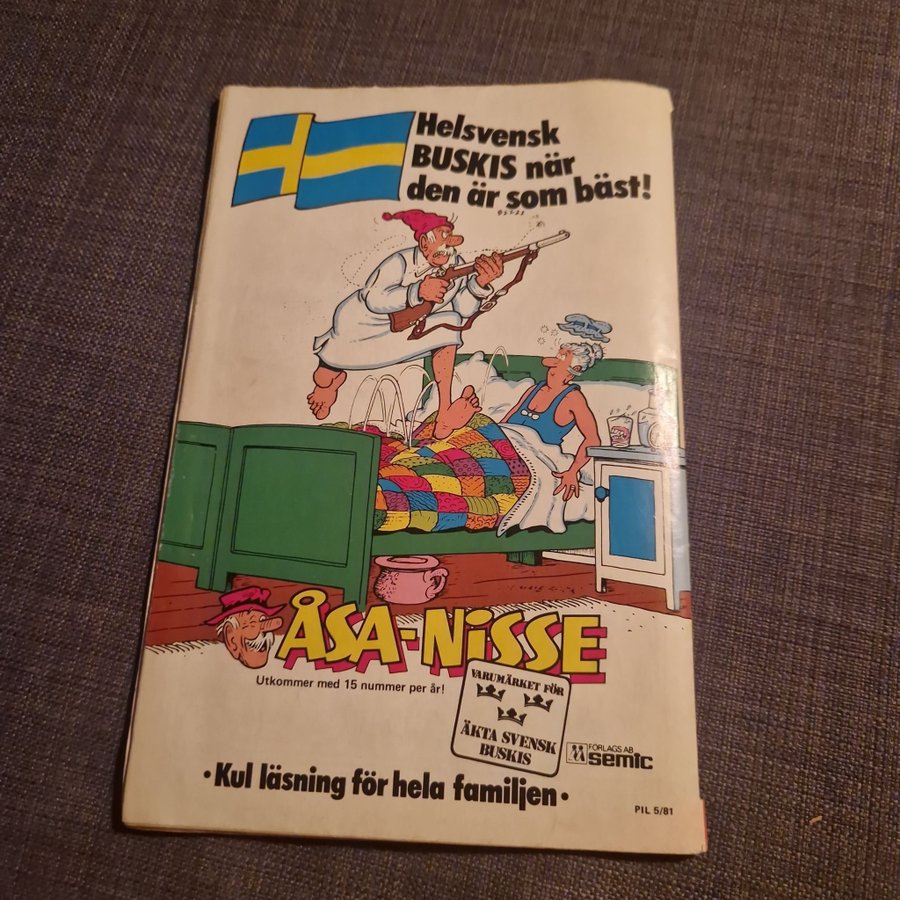 Helsvensk
BUSKIS när
den är som bäst!
ÅSA-NISSE
Utkommer med 15 nummer per år!
VARUMÄRKET FÖR
ÄKTA SVENSK
BUSKIS
FÖRLAGS AB
semic
• Kul läsning för hela familjen •
PIL 5/81